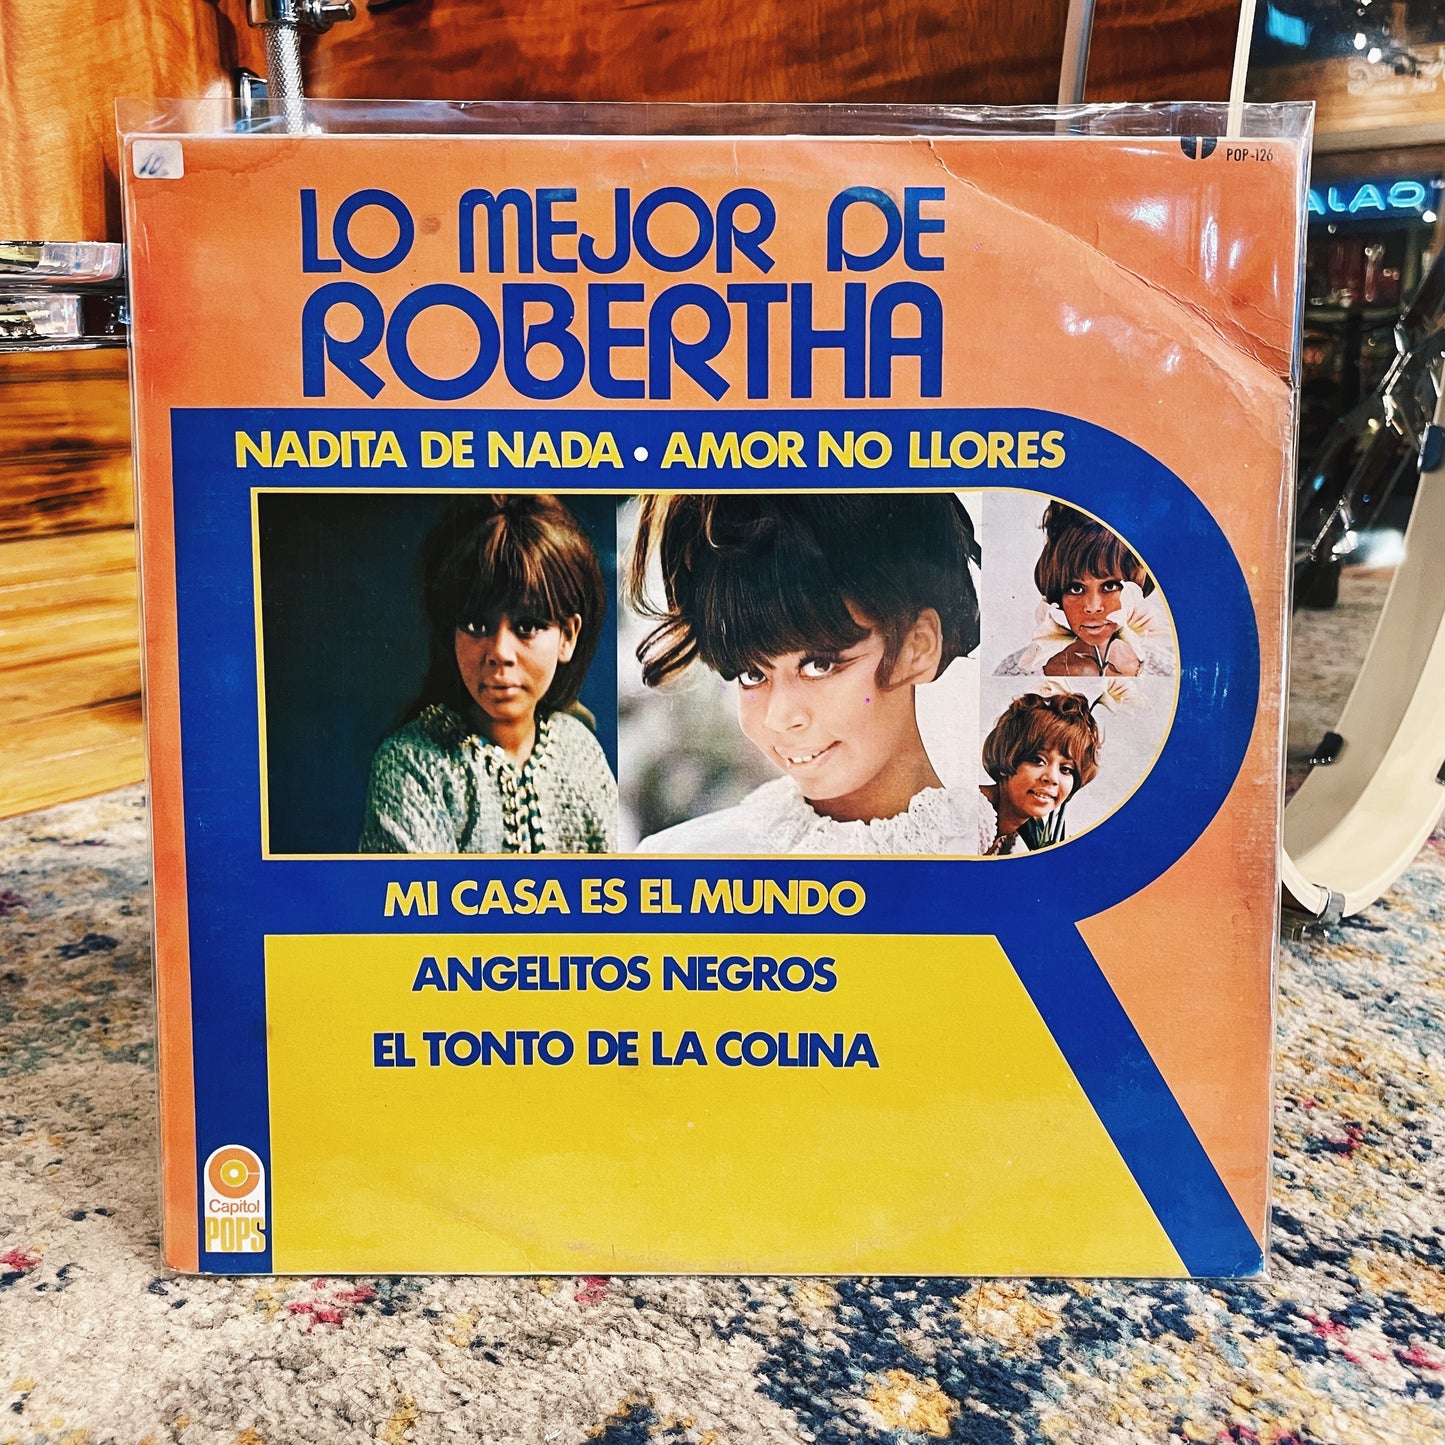 10.
POP-126
LO MEJOR DE
ROBERTHA
NADITA DE NADA • AMOR NO LLORES
MI CASA ES EL MUNDO
ANGELITOS NEGROS
EL TONTO DE LA COLINA
Capitol
POPS